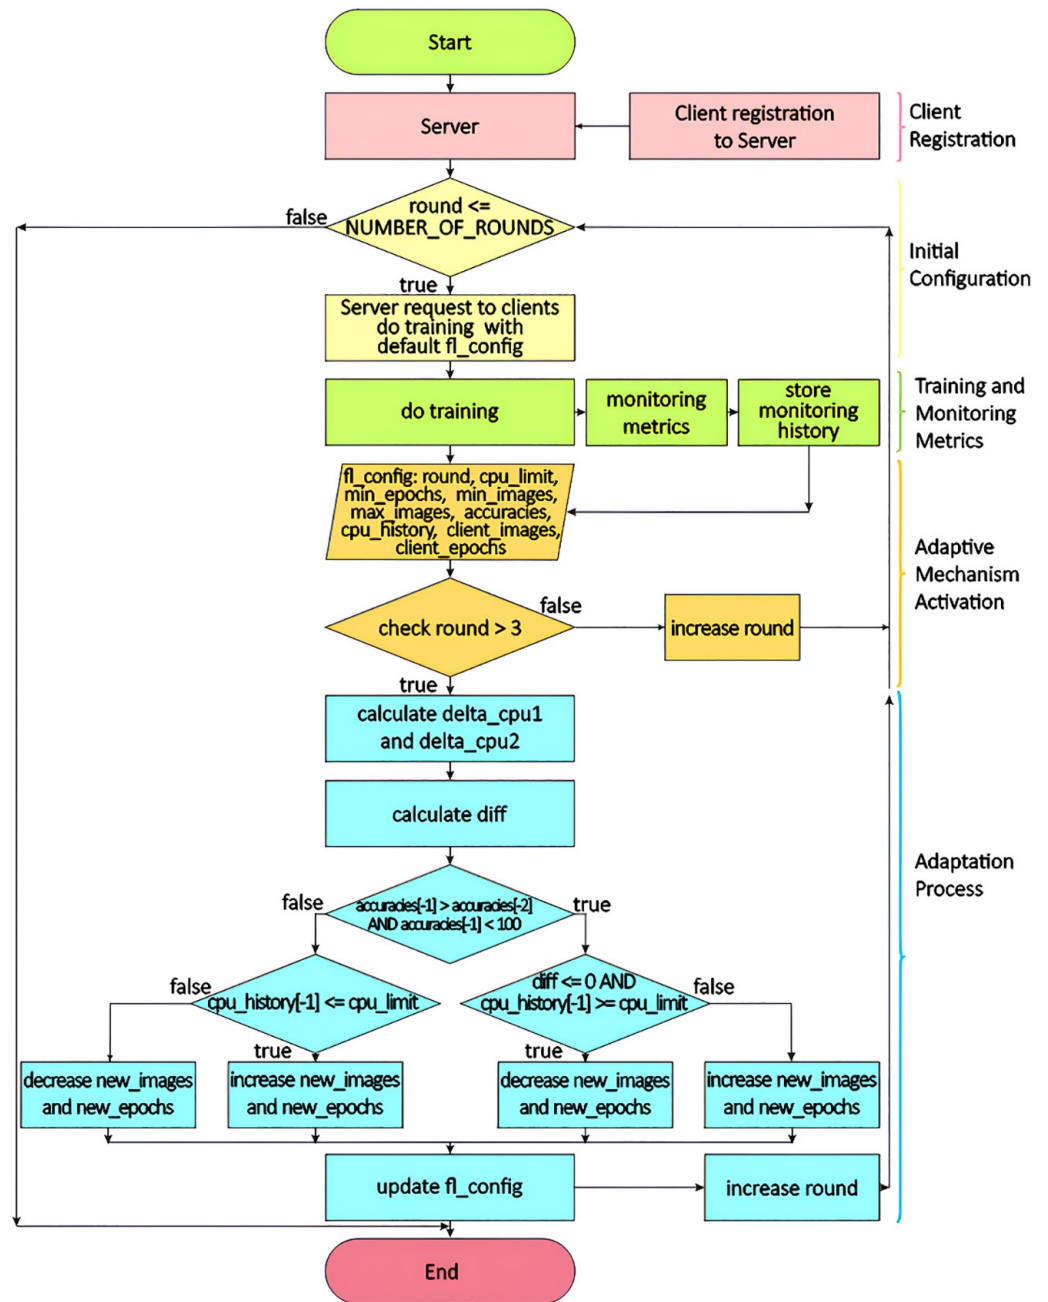 Start
Server
Client registration
to Server
Client
Registration
round <=
NUMBER_OF_ROUNDS
false
true
Initial
Configuration
Server request to clients
do training with
default fl_config
do training
monitoring
metrics
store
monitoring
history
Training and
Monitoring
Metrics
fl_config: round, cpu_limit,
min_epochs, min_images,
max_images, accuracies,
cpu_history, client_images,
client_epochs
Adaptive
Mechanism
Activation
check round > 3
false
increase round
true
calculate delta_cpu1
and delta_cpu2
calculate diff
Adaptation
Process
false
accuracies[-1] > accuracies[-2]
AND accuracies[-1] < 100
true
false
cpu_history[-1] <= cpu_limit
true
diff <= 0 AND
cpu_history[-1] >= cpu_limit
false
true
decrease new_images
and new_epochs
increase new_images
and new_epochs
decrease new_images
and new_epochs
increase new_images
and new_epochs
update fl_config
increase round
End